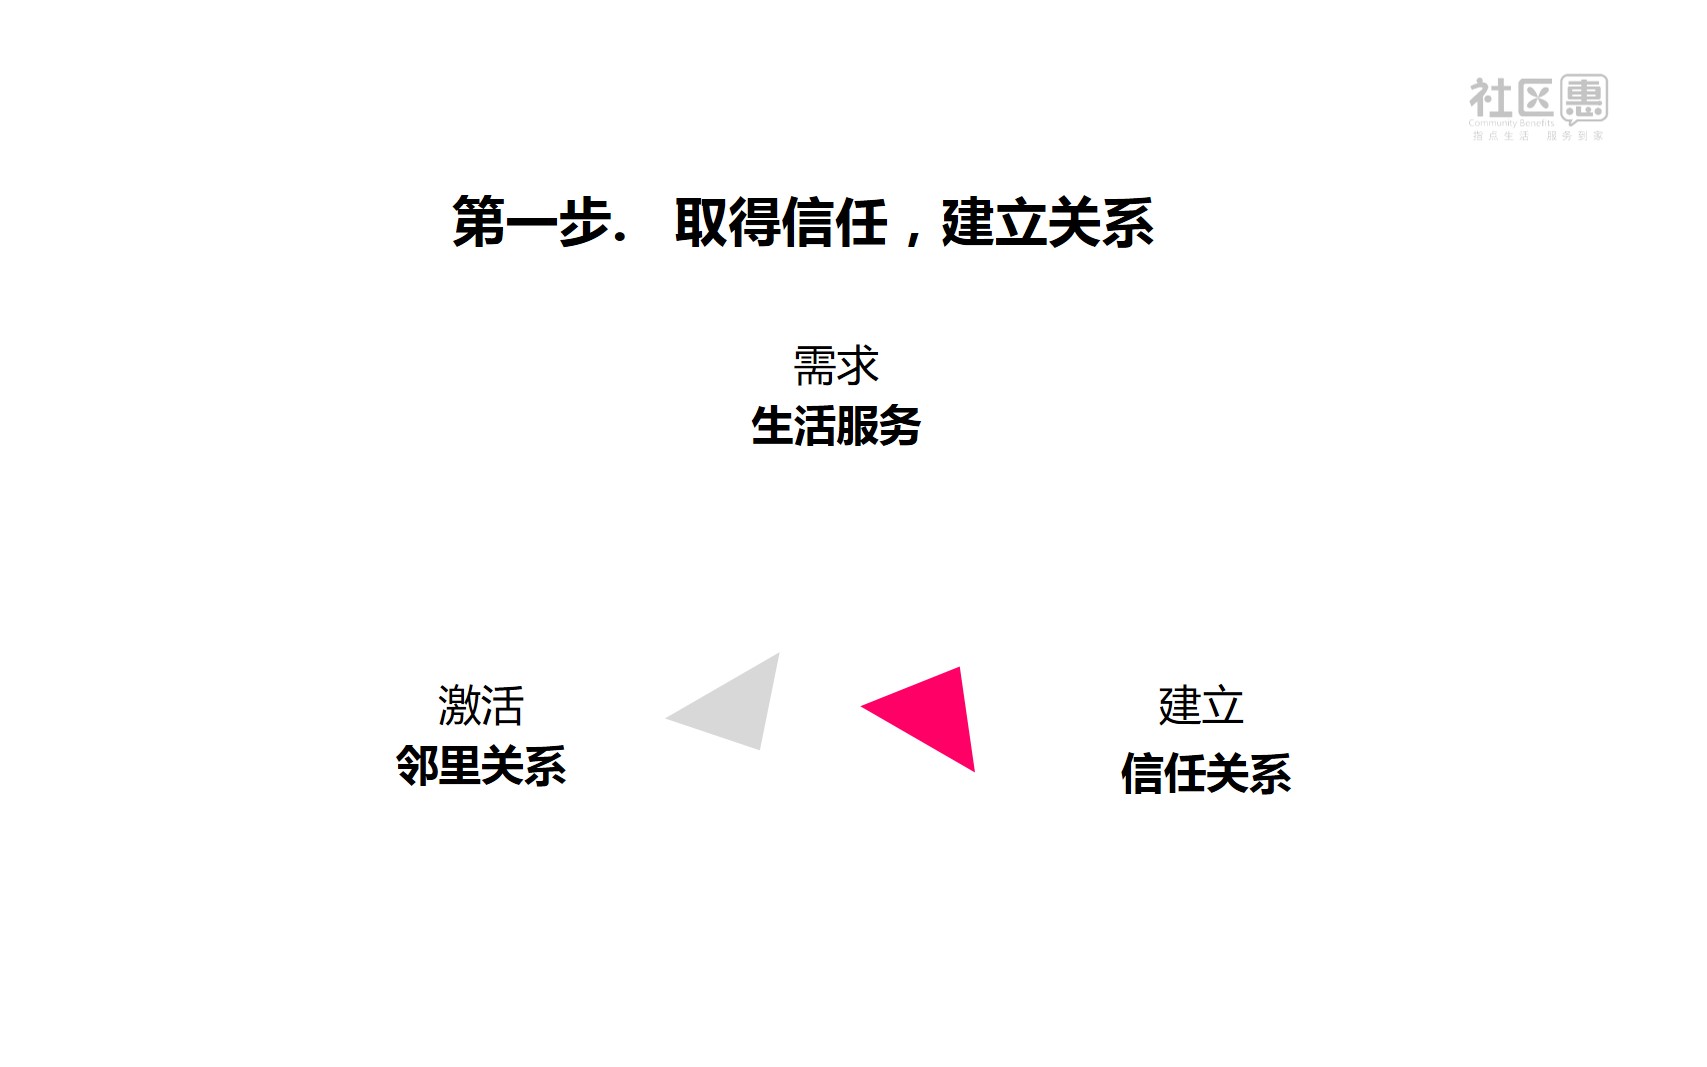 社区惠
Community Benefits
指点生活 服务到家
第一步. 取得信任，建立关系
需求
生活服务
激活
邻里关系
建立
信任关系